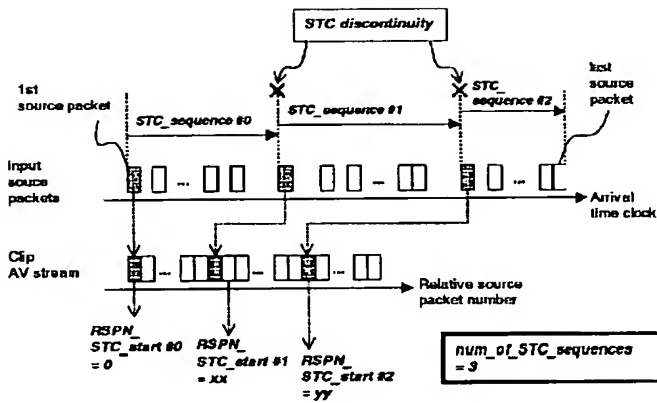 STC discontinuity
1st
source packet
STC_sequence #0
STC_sequence #1
STC_
sequence #2
last
source
packet
Input
source
packets
...
...
...
Arrival
time clock
Clip
AV stream
...
...
...
Relative source
packet number
RSPN_
STC_start #0
= 0
RSPN_
STC_start #1
= xx
RSPN_
STC_start #2
= yy
num_of_STC_sequences
= 3